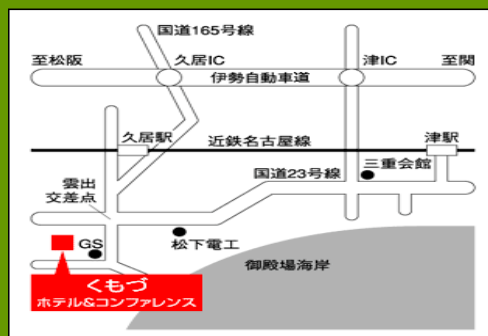 国道165号線
至松阪
久居IC
津IC
至関
伊勢自動車道
久居駅
近鉄名古屋線
津駅
三重会館
国道23号線
雲出
交差点
GS
松下電工
御殿場海岸
くもづ
ホテル&コンファレンス